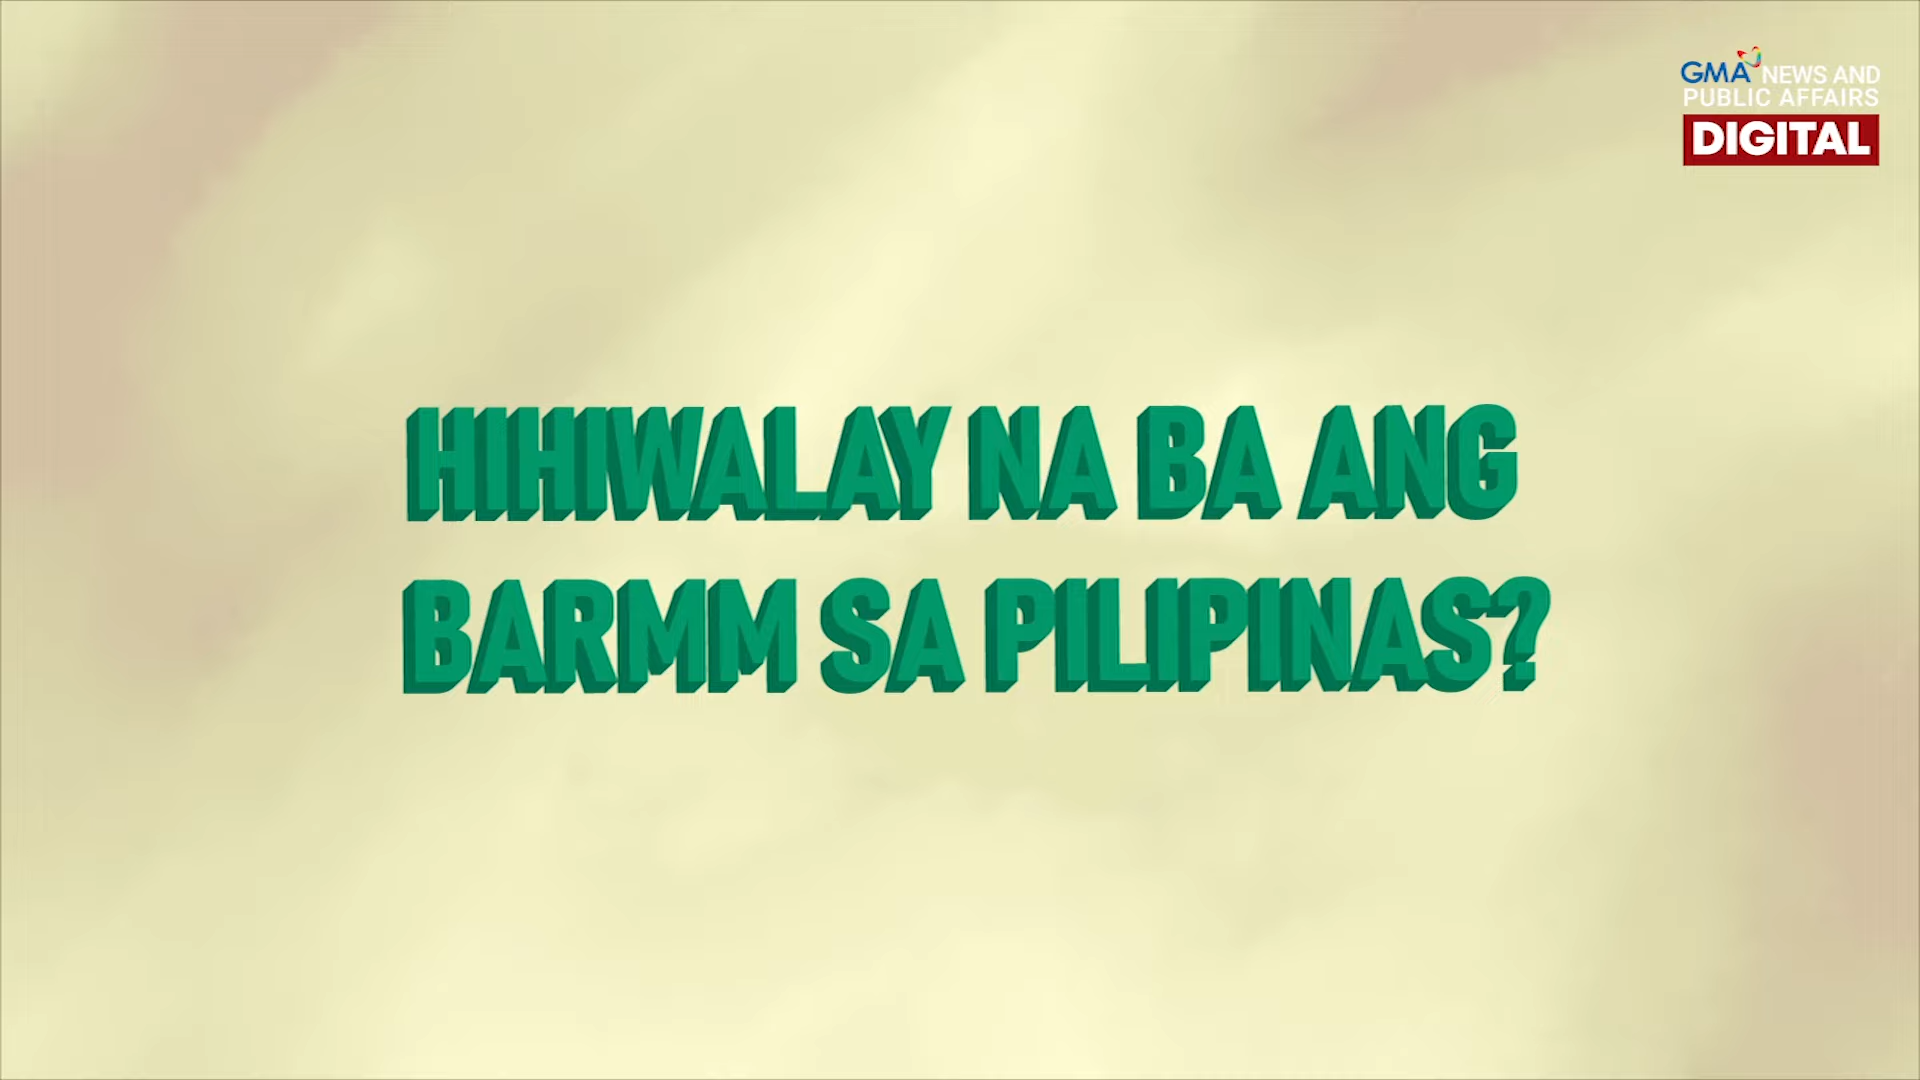 GMA NEWS AND
PUBLIC AFFAIRS
DIGITAL
HIHIWALAY NA BA ANG
BARMM SA PILIPINAS?